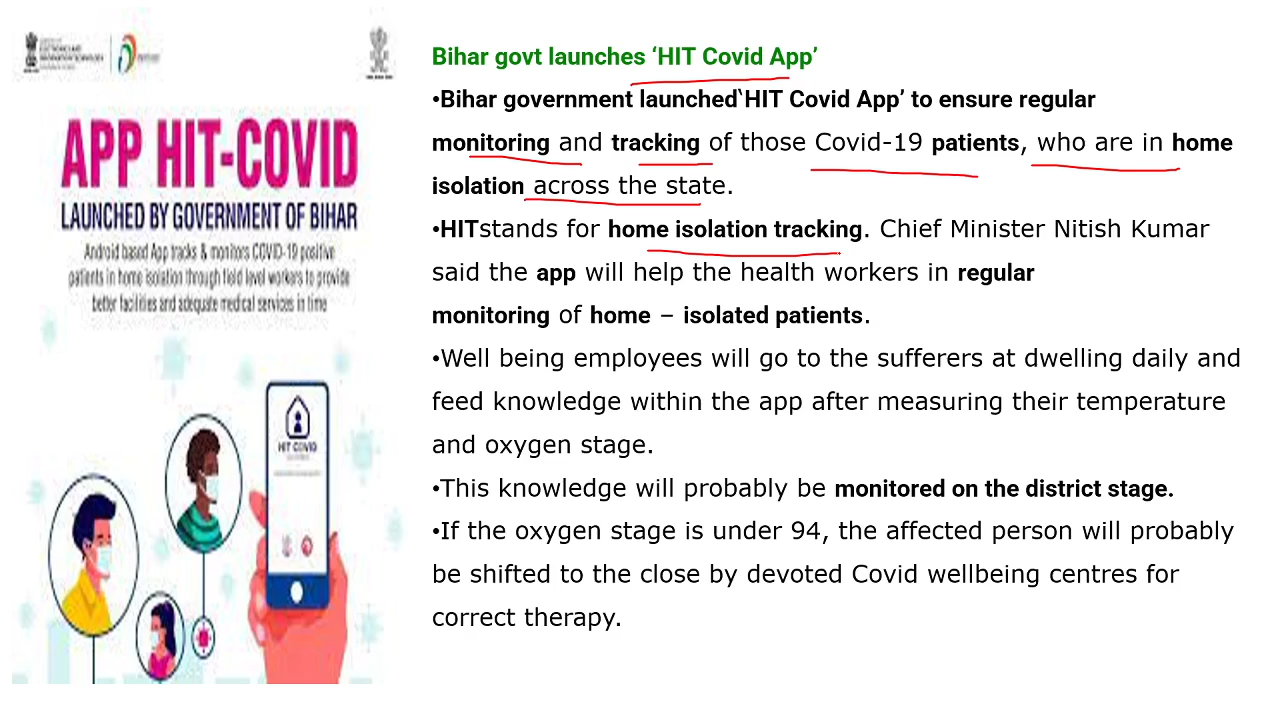 ELECTRONICS AND
INFORMATION TECHNOLOGY
APP HIT-COVID
LAUNCHED BY GOVERNMENT OF BIHAR
Android based App tracks & monitors COVID-19 positive
patients in home isolation through field level workers to provide
better facilities and adequate medical services in time
HIT COVID
Bihar govt launches ‘HIT Covid App’
•Bihar government launched‘HIT Covid App’ to ensure regular
monitoring and tracking of those Covid-19 patients, who are in home
isolation across the state.
•HITstands for home isolation tracking. Chief Minister Nitish Kumar
said the app will help the health workers in regular
monitoring of home – isolated patients.
•Well being employees will go to the sufferers at dwelling daily and
feed knowledge within the app after measuring their temperature
and oxygen stage.
•This knowledge will probably be monitored on the district stage.
•If the oxygen stage is under 94, the affected person will probably
be shifted to the close by devoted Covid wellbeing centres for
correct therapy.